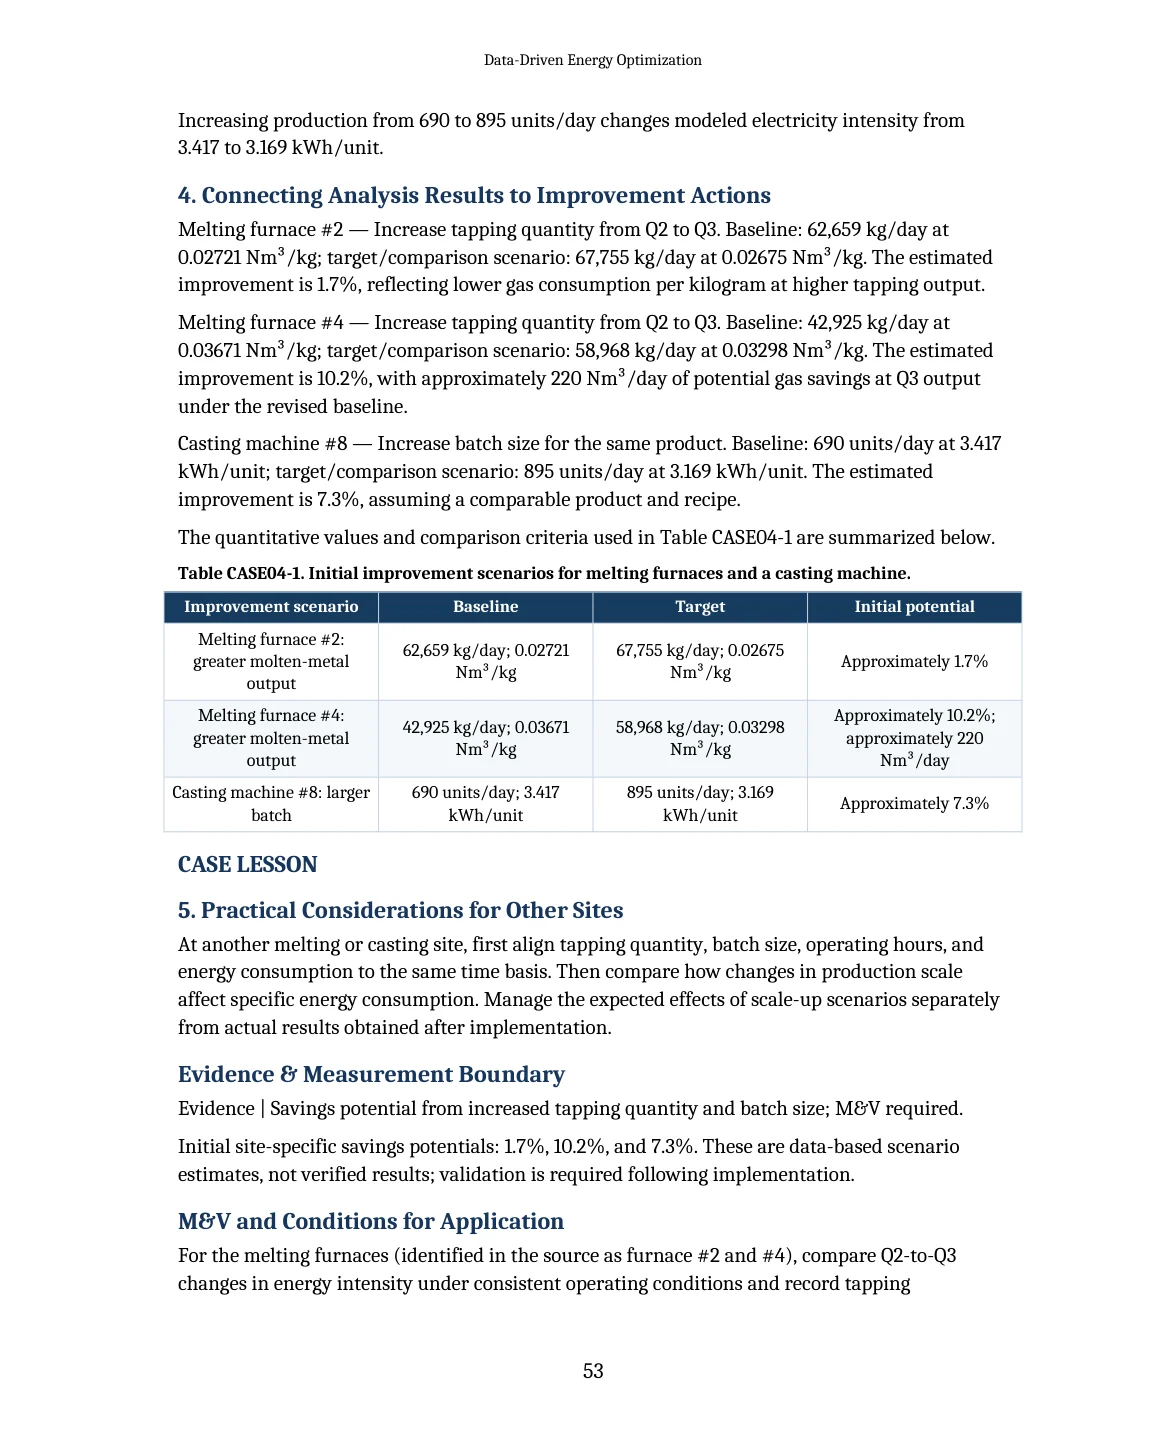 Data-Driven Energy Optimization
Increasing production from 690 to 895 units/day changes modeled electricity intensity from
3.417 to 3.169 kWh/unit.
4. Connecting Analysis Results to Improvement Actions
Melting furnace #2 — Increase tapping quantity from Q2 to Q3. Baseline: 62,659 kg/day at
0.02721 Nm³/kg; target/comparison scenario: 67,755 kg/day at 0.02675 Nm³/kg. The estimated
improvement is 1.7%, reflecting lower gas consumption per kilogram at higher tapping output.
Melting furnace #4 — Increase tapping quantity from Q2 to Q3. Baseline: 42,925 kg/day at
0.03671 Nm³/kg; target/comparison scenario: 58,968 kg/day at 0.03298 Nm³/kg. The estimated
improvement is 10.2%, with approximately 220 Nm³/day of potential gas savings at Q3 output
under the revised baseline.
Casting machine #8 — Increase batch size for the same product. Baseline: 690 units/day at 3.417
kWh/unit; target/comparison scenario: 895 units/day at 3.169 kWh/unit. The estimated
improvement is 7.3%, assuming a comparable product and recipe.
The quantitative values and comparison criteria used in Table CASE04-1 are summarized below.
Table CASE04-1. Initial improvement scenarios for melting furnaces and a casting machine.
Improvement scenario Baseline Target Initial potential
Melting furnace #2:
greater molten-metal
output
62,659 kg/day; 0.02721
Nm³/kg
67,755 kg/day; 0.02675
Nm³/kg
Approximately 1.7%
Melting furnace #4:
greater molten-metal
output
42,925 kg/day; 0.03671
Nm³/kg
58,968 kg/day; 0.03298
Nm³/kg
Approximately 10.2%;
approximately 220
Nm³/day
Casting machine #8: larger
batch
690 units/day; 3.417
kWh/unit
895 units/day; 3.169
kWh/unit
Approximately 7.3%
CASE LESSON
5. Practical Considerations for Other Sites
At another melting or casting site, first align tapping quantity, batch size, operating hours, and
energy consumption to the same time basis. Then compare how changes in production scale
affect specific energy consumption. Manage the expected effects of scale-up scenarios separately
from actual results obtained after implementation.
Evidence & Measurement Boundary
Evidence | Savings potential from increased tapping quantity and batch size; M&V required.
Initial site-specific savings potentials: 1.7%, 10.2%, and 7.3%. These are data-based scenario
estimates, not verified results; validation is required following implementation.
M&V and Conditions for Application
For the melting furnaces (identified in the source as furnace #2 and #4), compare Q2-to-Q3
changes in energy intensity under consistent operating conditions and record tapping
53